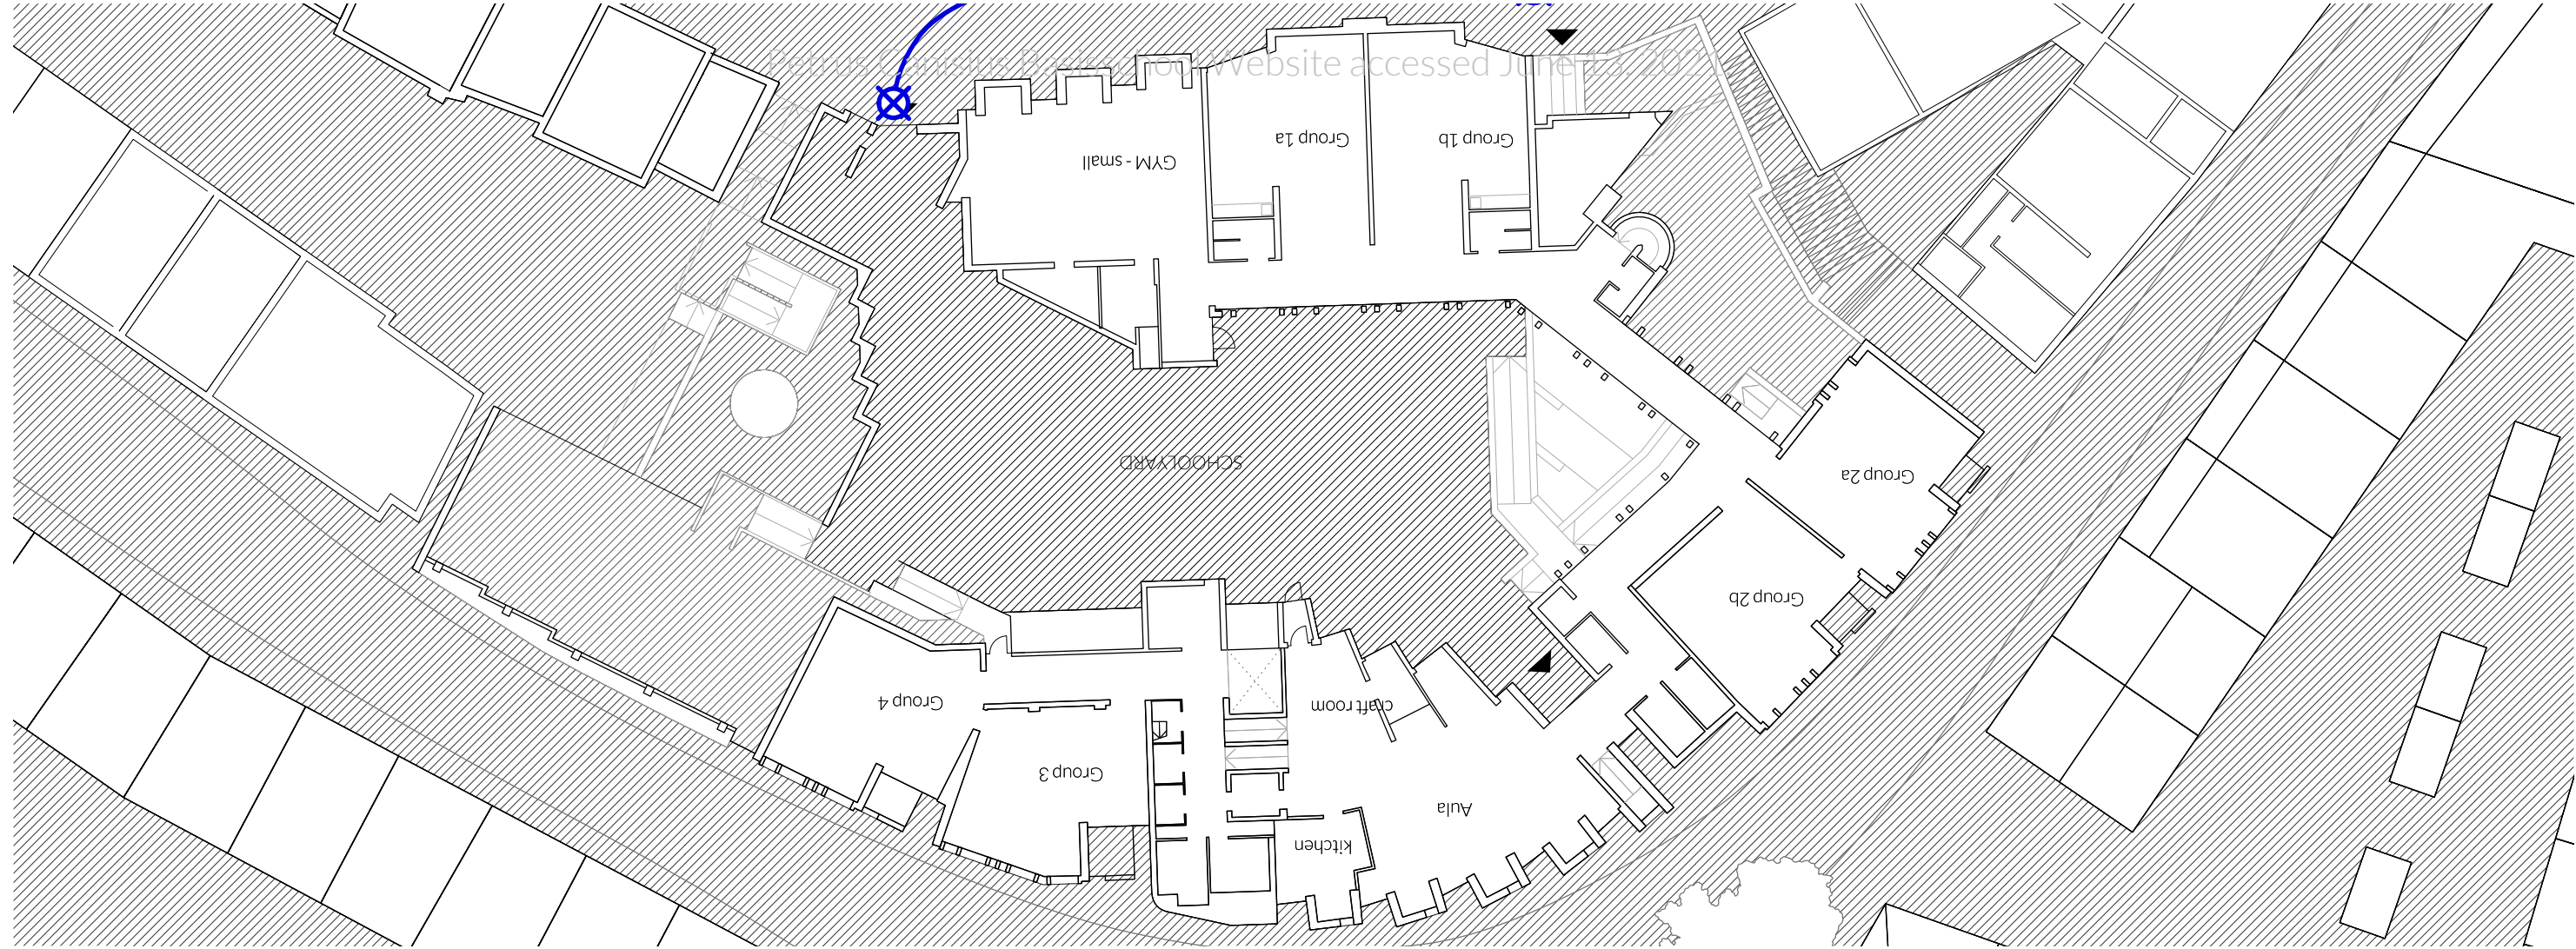 Petrus Canisius Basisschool Website accessed June 13, 2021
Group 1a
Group 1b
GYM - small
SCHOOLYARD
Group 2a
Group 2b
Group 4
craft room
Group 3
Aula
kitchen